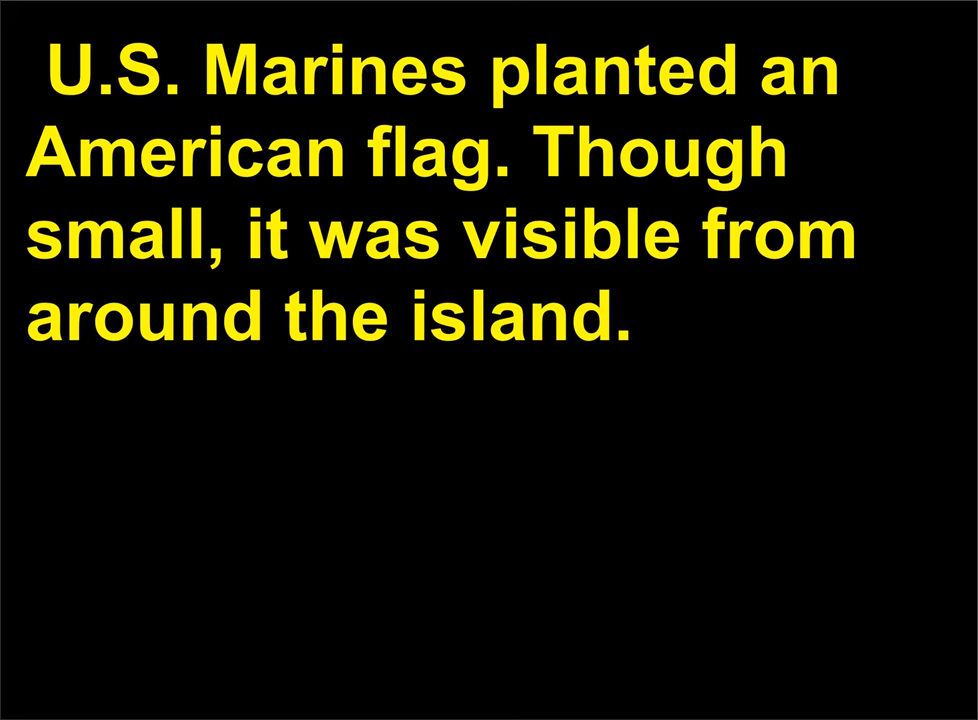 U.S. Marines planted an
American flag. Though
small, it was visible from
around the island.